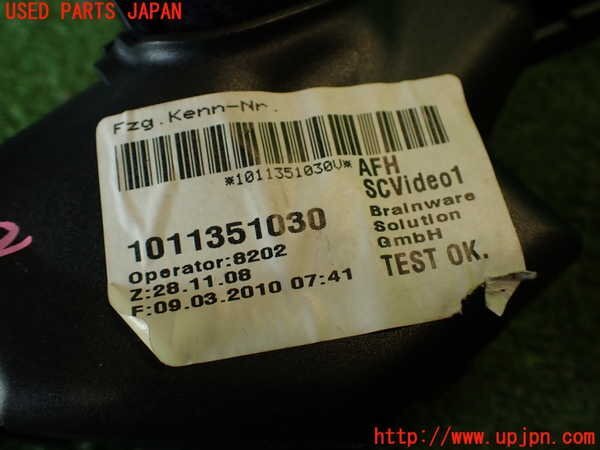 USED PARTS JAPAN
Fzg.Kenn-Nr.
*1011351030V*
AFH
SCVideo1
Brainware
Solution
GmbH
TEST OK.
1011351030
Operator:8202
Z:28.11.08
F:09.03.2010 07:41
http://www.upjpn.com/